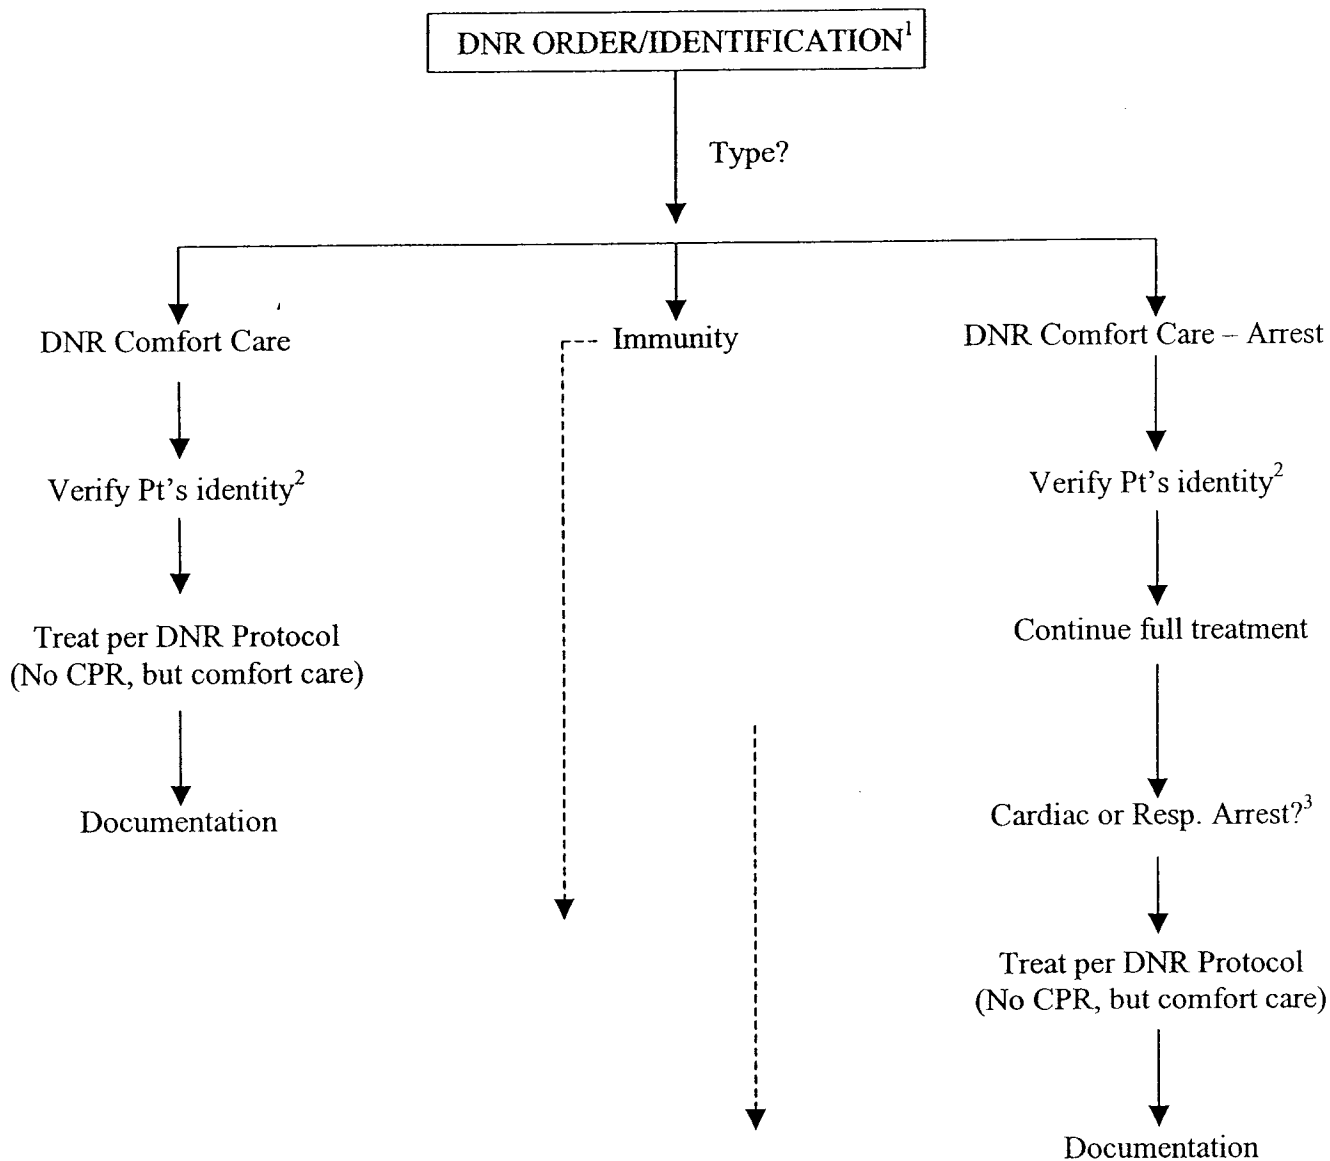 DNR ORDER/IDENTIFICATION¹
Type?
DNR Comfort Care
Immunity
DNR Comfort Care – Arrest
Verify Pt's identity²
Verify Pt's identity²
Treat per DNR Protocol
(No CPR, but comfort care)
Continue full treatment
Documentation
Cardiac or Resp. Arrest?³
Treat per DNR Protocol
(No CPR, but comfort care)
Documentation